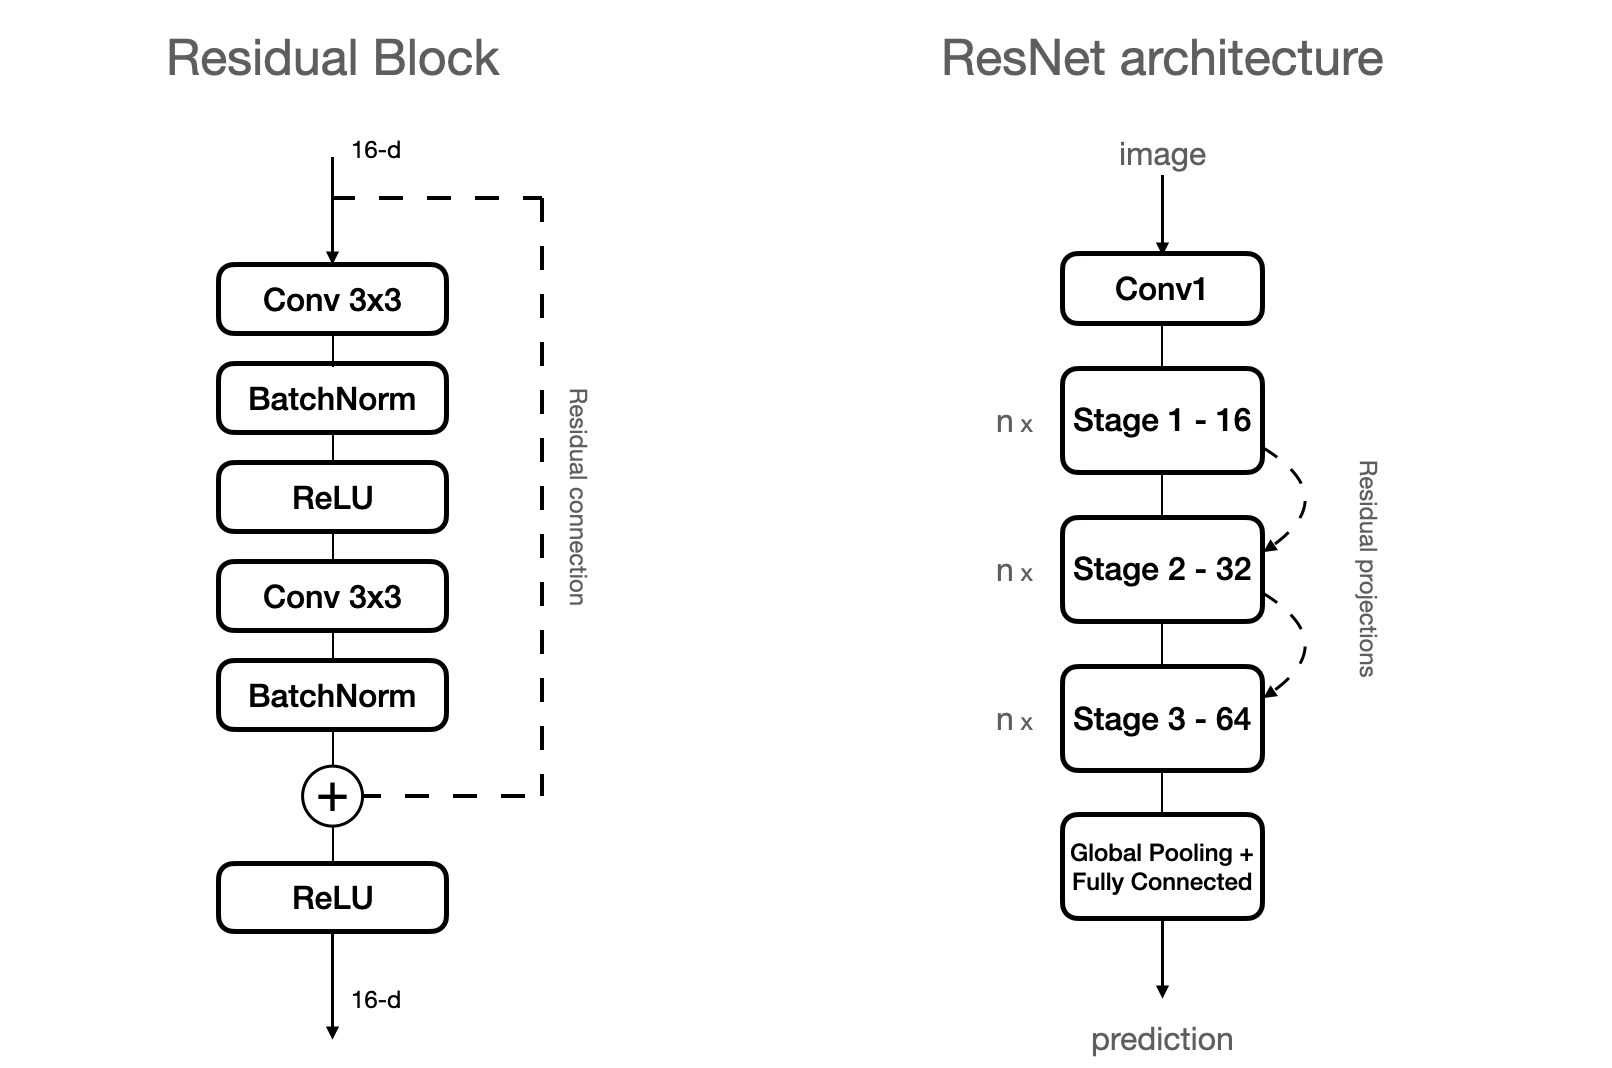 Residual Block
16-d
Conv 3x3
BatchNorm
ReLU
Conv 3x3
BatchNorm
+
ReLU
16-d
Residual connection
ResNet architecture
image
Conv1
n x
Stage 1 - 16
n x
Stage 2 - 32
n x
Stage 3 - 64
Residual projections
Global Pooling +
Fully Connected
prediction